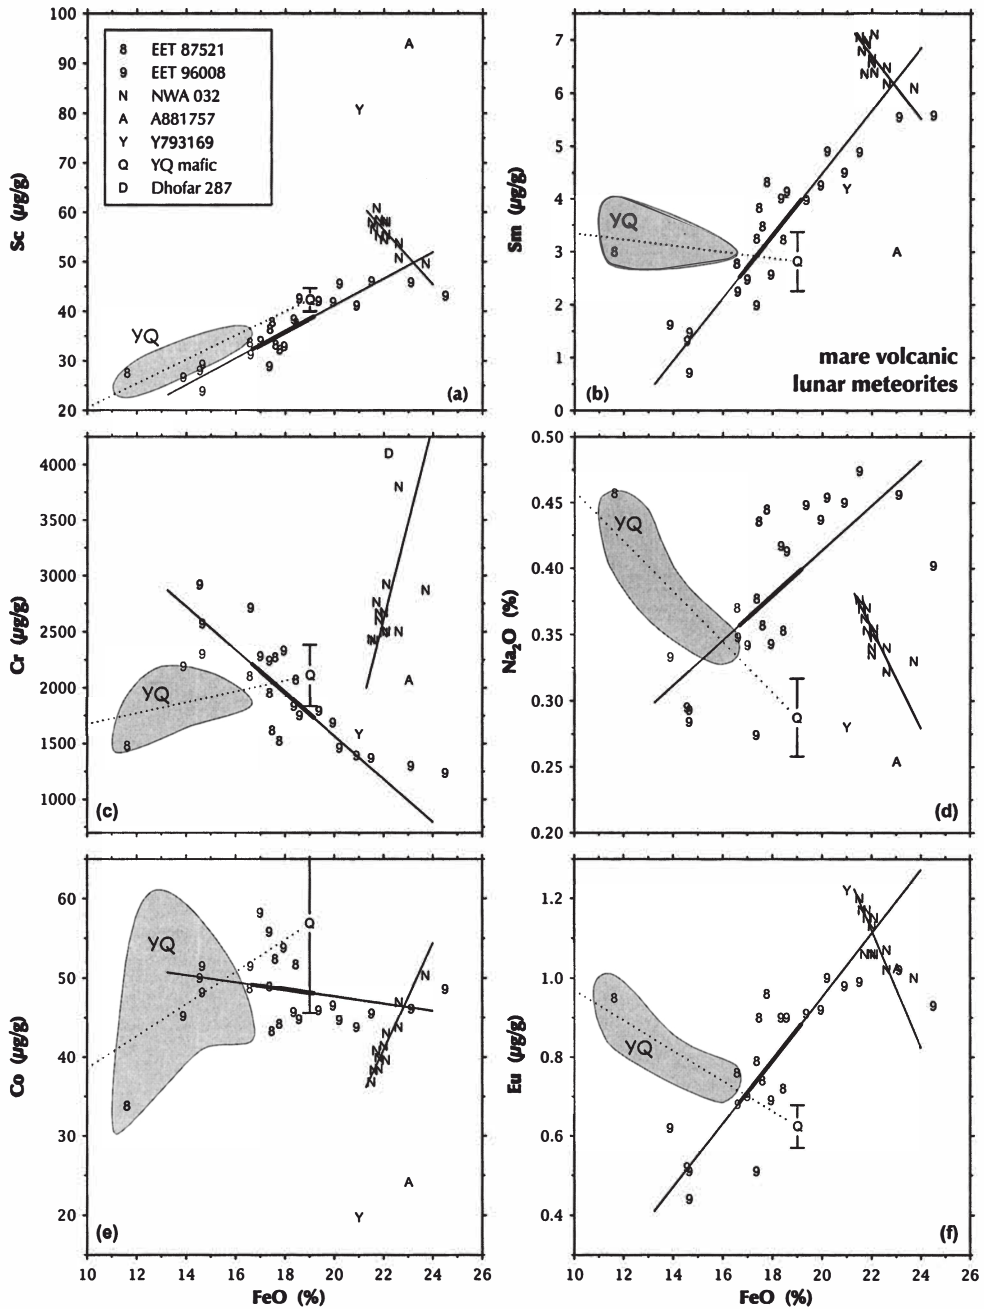 100
90
80
70
60
50
40
30
20
Sc (µg/g)
8 EET 87521
9 EET 96008
N NWA 032
A A881757
Y Y793169
Q YQ mafic
D Dhofar 287
YQ
(a)
7
6
5
4
3
2
1
0
Sm (µg/g)
YQ
mare volcanic
lunar meteorites
(b)
4000
3500
3000
2500
2000
1500
1000
Cr (µg/g)
YQ
(c)
0.50
0.45
0.40
0.35
0.30
0.25
0.20
Na₂O (%)
YQ
(d)
60
50
40
30
20
Co (µg/g)
YQ
(e)
10 12 14 16 18 20 22 24 26
FeO (%)
1.2
1.0
0.8
0.6
0.4
Eu (µg/g)
YQ
(f)
10 12 14 16 18 20 22 24 26
FeO (%)